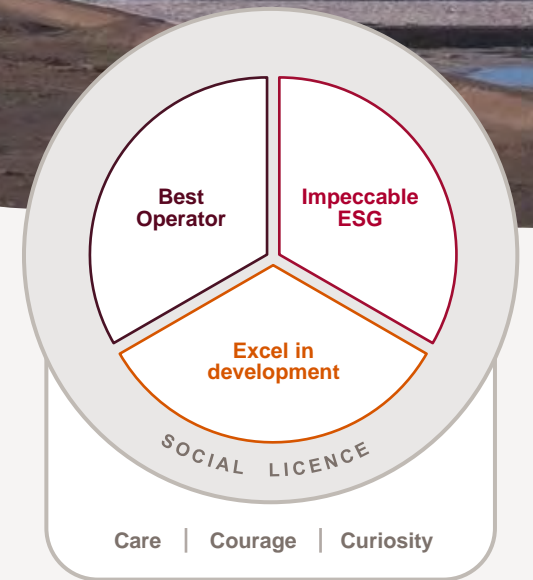 Best
Operator
Impeccable
ESG
Excel in
development
SOCIAL LICENCE
Care | Courage | Curiosity